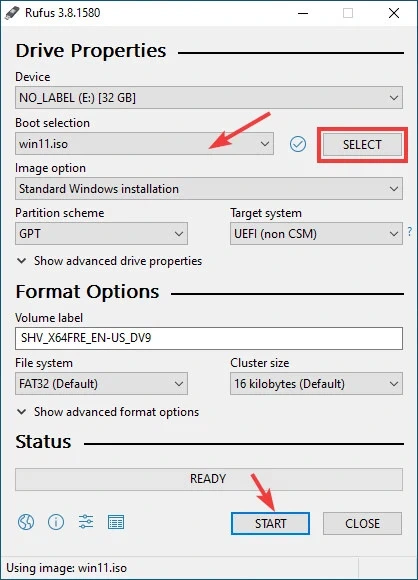 Rufus 3.8.1580
Drive Properties
Device
NO_LABEL (E:) [32 GB]
Boot selection
win11.iso
SELECT
Image option
Standard Windows installation
Partition scheme
Target system
GPT
UEFI (non CSM)
?
Show advanced drive properties
Format Options
Volume label
SHV_X64FRE_EN-US_DV9
File system
Cluster size
FAT32 (Default)
16 kilobytes (Default)
Show advanced format options
Status
READY
START
CLOSE
Using image: win11.iso